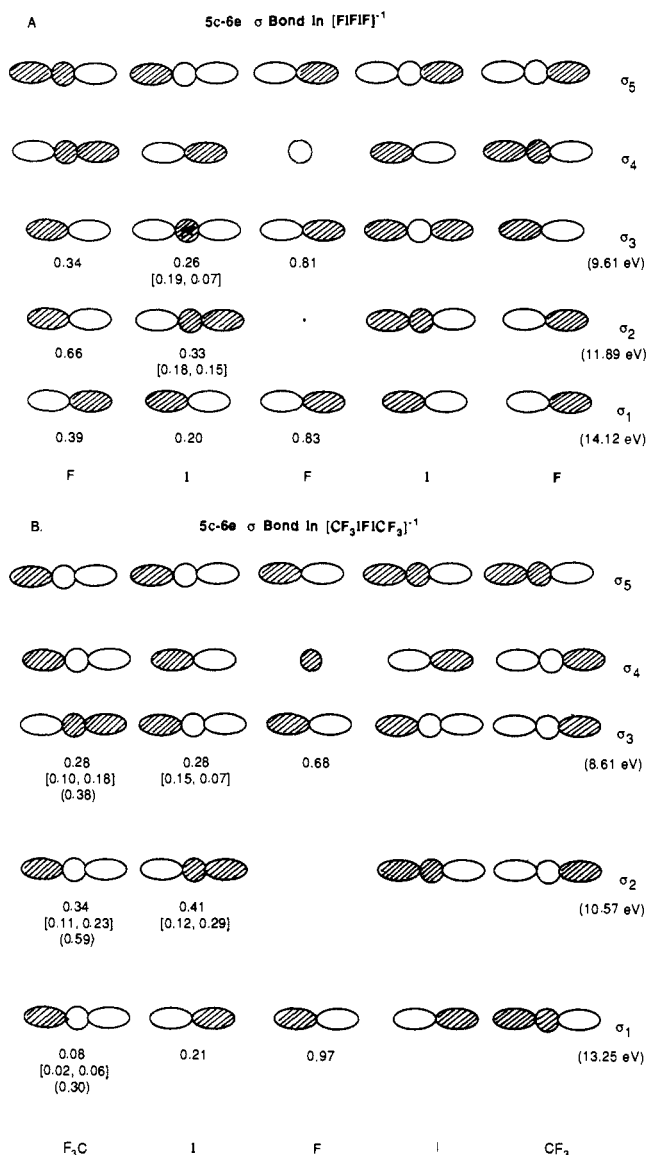 A 5c-6e σ Bond In [FIFIF]⁻¹
σ₅
σ₄
σ₃
0.34 0.26 0.81 (9.61 eV)
[0.19, 0.07]
σ₂
0.66 0.33 (11.89 eV)
[0.18, 0.15]
σ₁
0.39 0.20 0.83 (14.12 eV)
F I F I F
B. 5c-6e σ Bond In [CF₃IFICF₃]⁻¹
σ₅
σ₄
σ₃
0.28 0.28 0.68 (8.61 eV)
[0.10, 0.18] [0.15, 0.07]
(0.38)
σ₂
0.34 0.41 (10.57 eV)
[0.11, 0.23] [0.12, 0.29]
(0.59)
σ₁
0.08 0.21 0.97 (13.25 eV)
[0.02, 0.06]
(0.30)
F₃C I F I CF₃